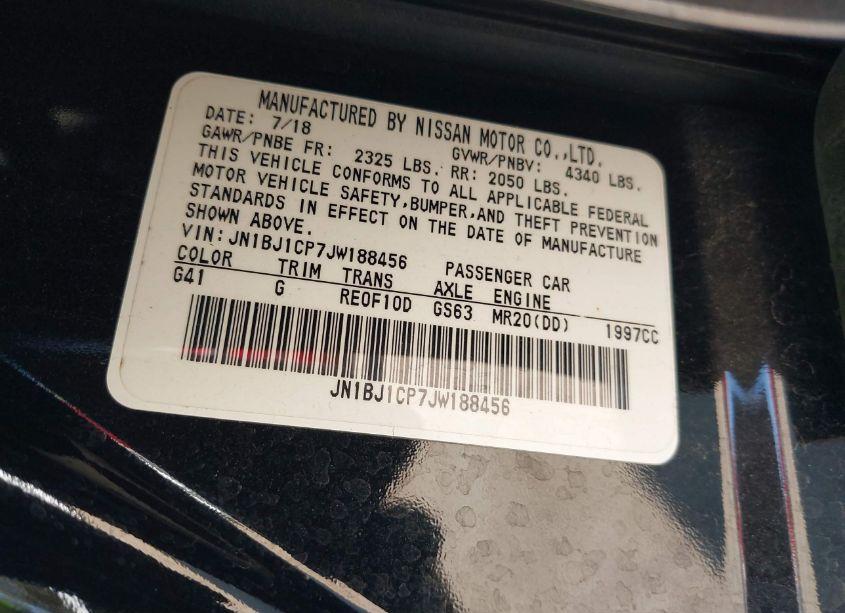 MANUFACTURED BY NISSAN MOTOR CO.,LTD.
DATE: 7/18 GVWR/PNBV: 4340 LBS.
GAWR/PNBE FR: 2325 LBS. RR: 2050 LBS.
THIS VEHICLE CONFORMS TO ALL APPLICABLE FEDERAL
MOTOR VEHICLE SAFETY,BUMPER,AND THEFT PREVENTION
STANDARDS IN EFFECT ON THE DATE OF MANUFACTURE
SHOWN ABOVE.
VIN:JN1BJ1CP7JW188456 PASSENGER CAR
COLOR TRIM TRANS AXLE ENGINE
G41 G RE0F10D GS63 MR20(DD) 1997CC
JN1BJ1CP7JW188456